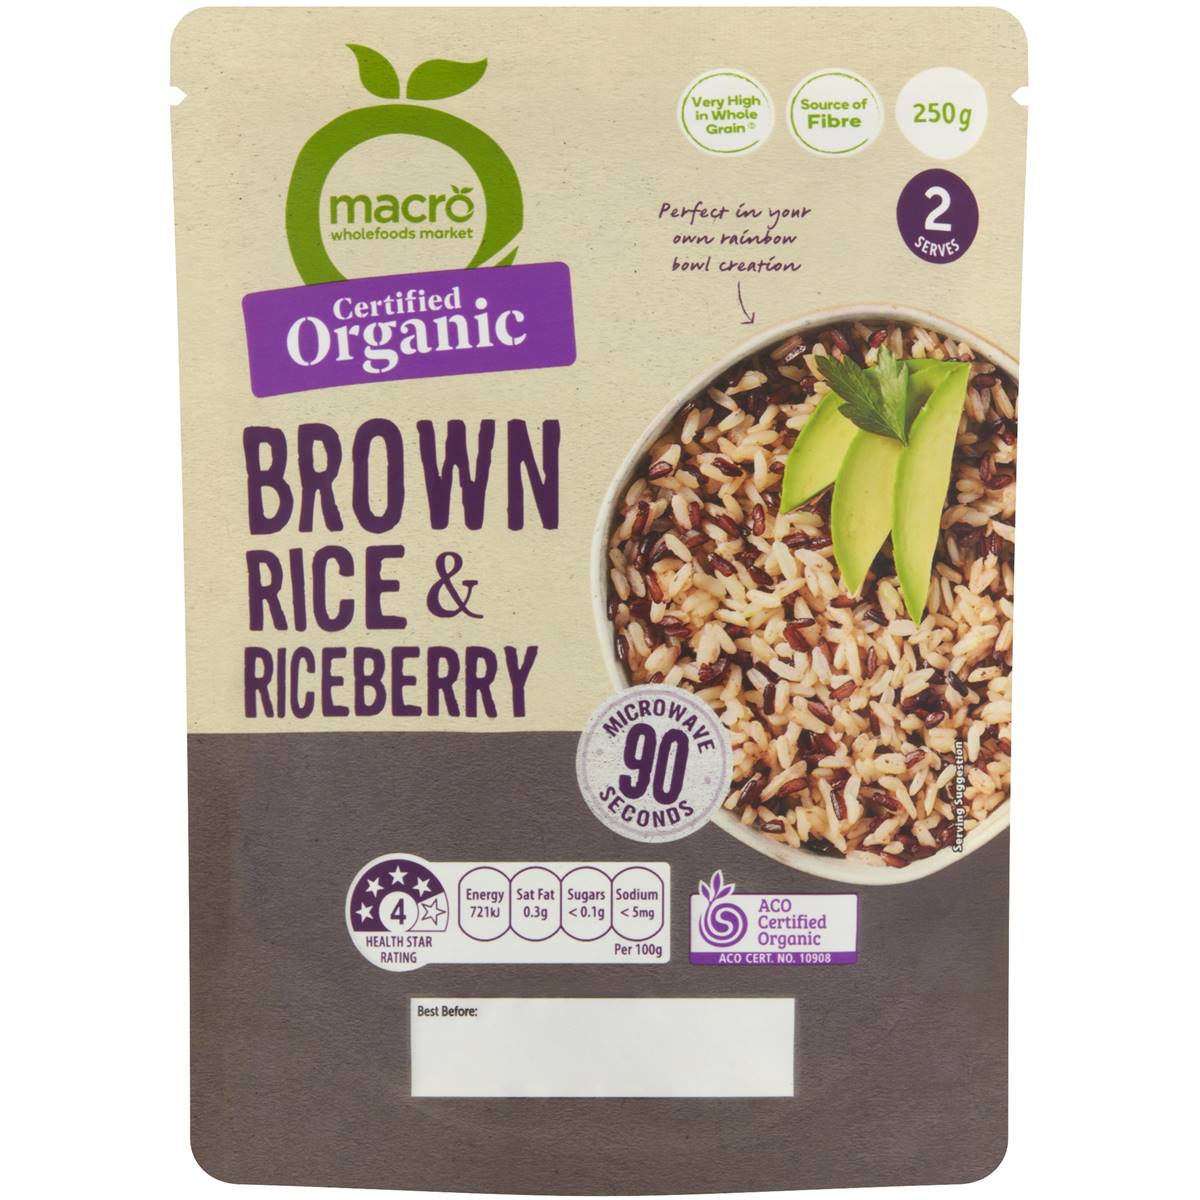 macro
wholefoods market
Certified
Organic
BROWN
RICE &
RICEBERRY
Very High
in Whole
Grain
Source of
Fibre
250g
2
SERVES
Perfect in your
own rainbow
bowl creation
MICROWAVE
90
SECONDS
Serving Suggestion
4
HEALTH STAR
RATING
Energy Sat Fat Sugars Sodium
721kJ 0.3g < 0.1g < 5mg
Per 100g
ACO
Certified
Organic
ACO CERT. NO. 10908
Best Before: